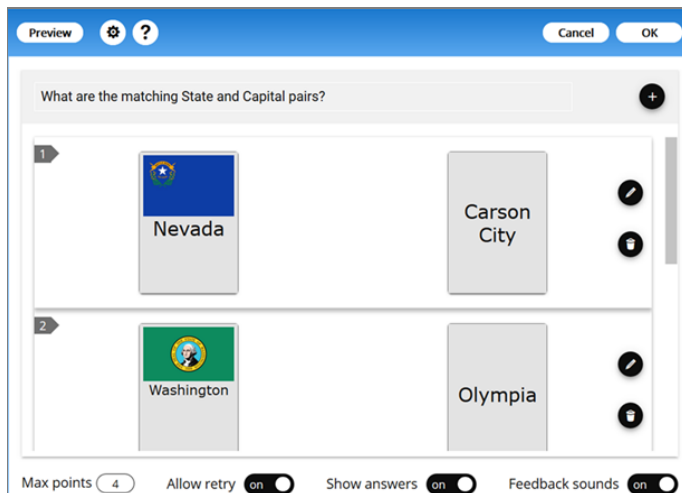 Preview ? Cancel OK
What are the matching State and Capital pairs?
1
Nevada
Carson
City
2
Washington
Olympia
Max points 4 Allow retry on Show answers on Feedback sounds on